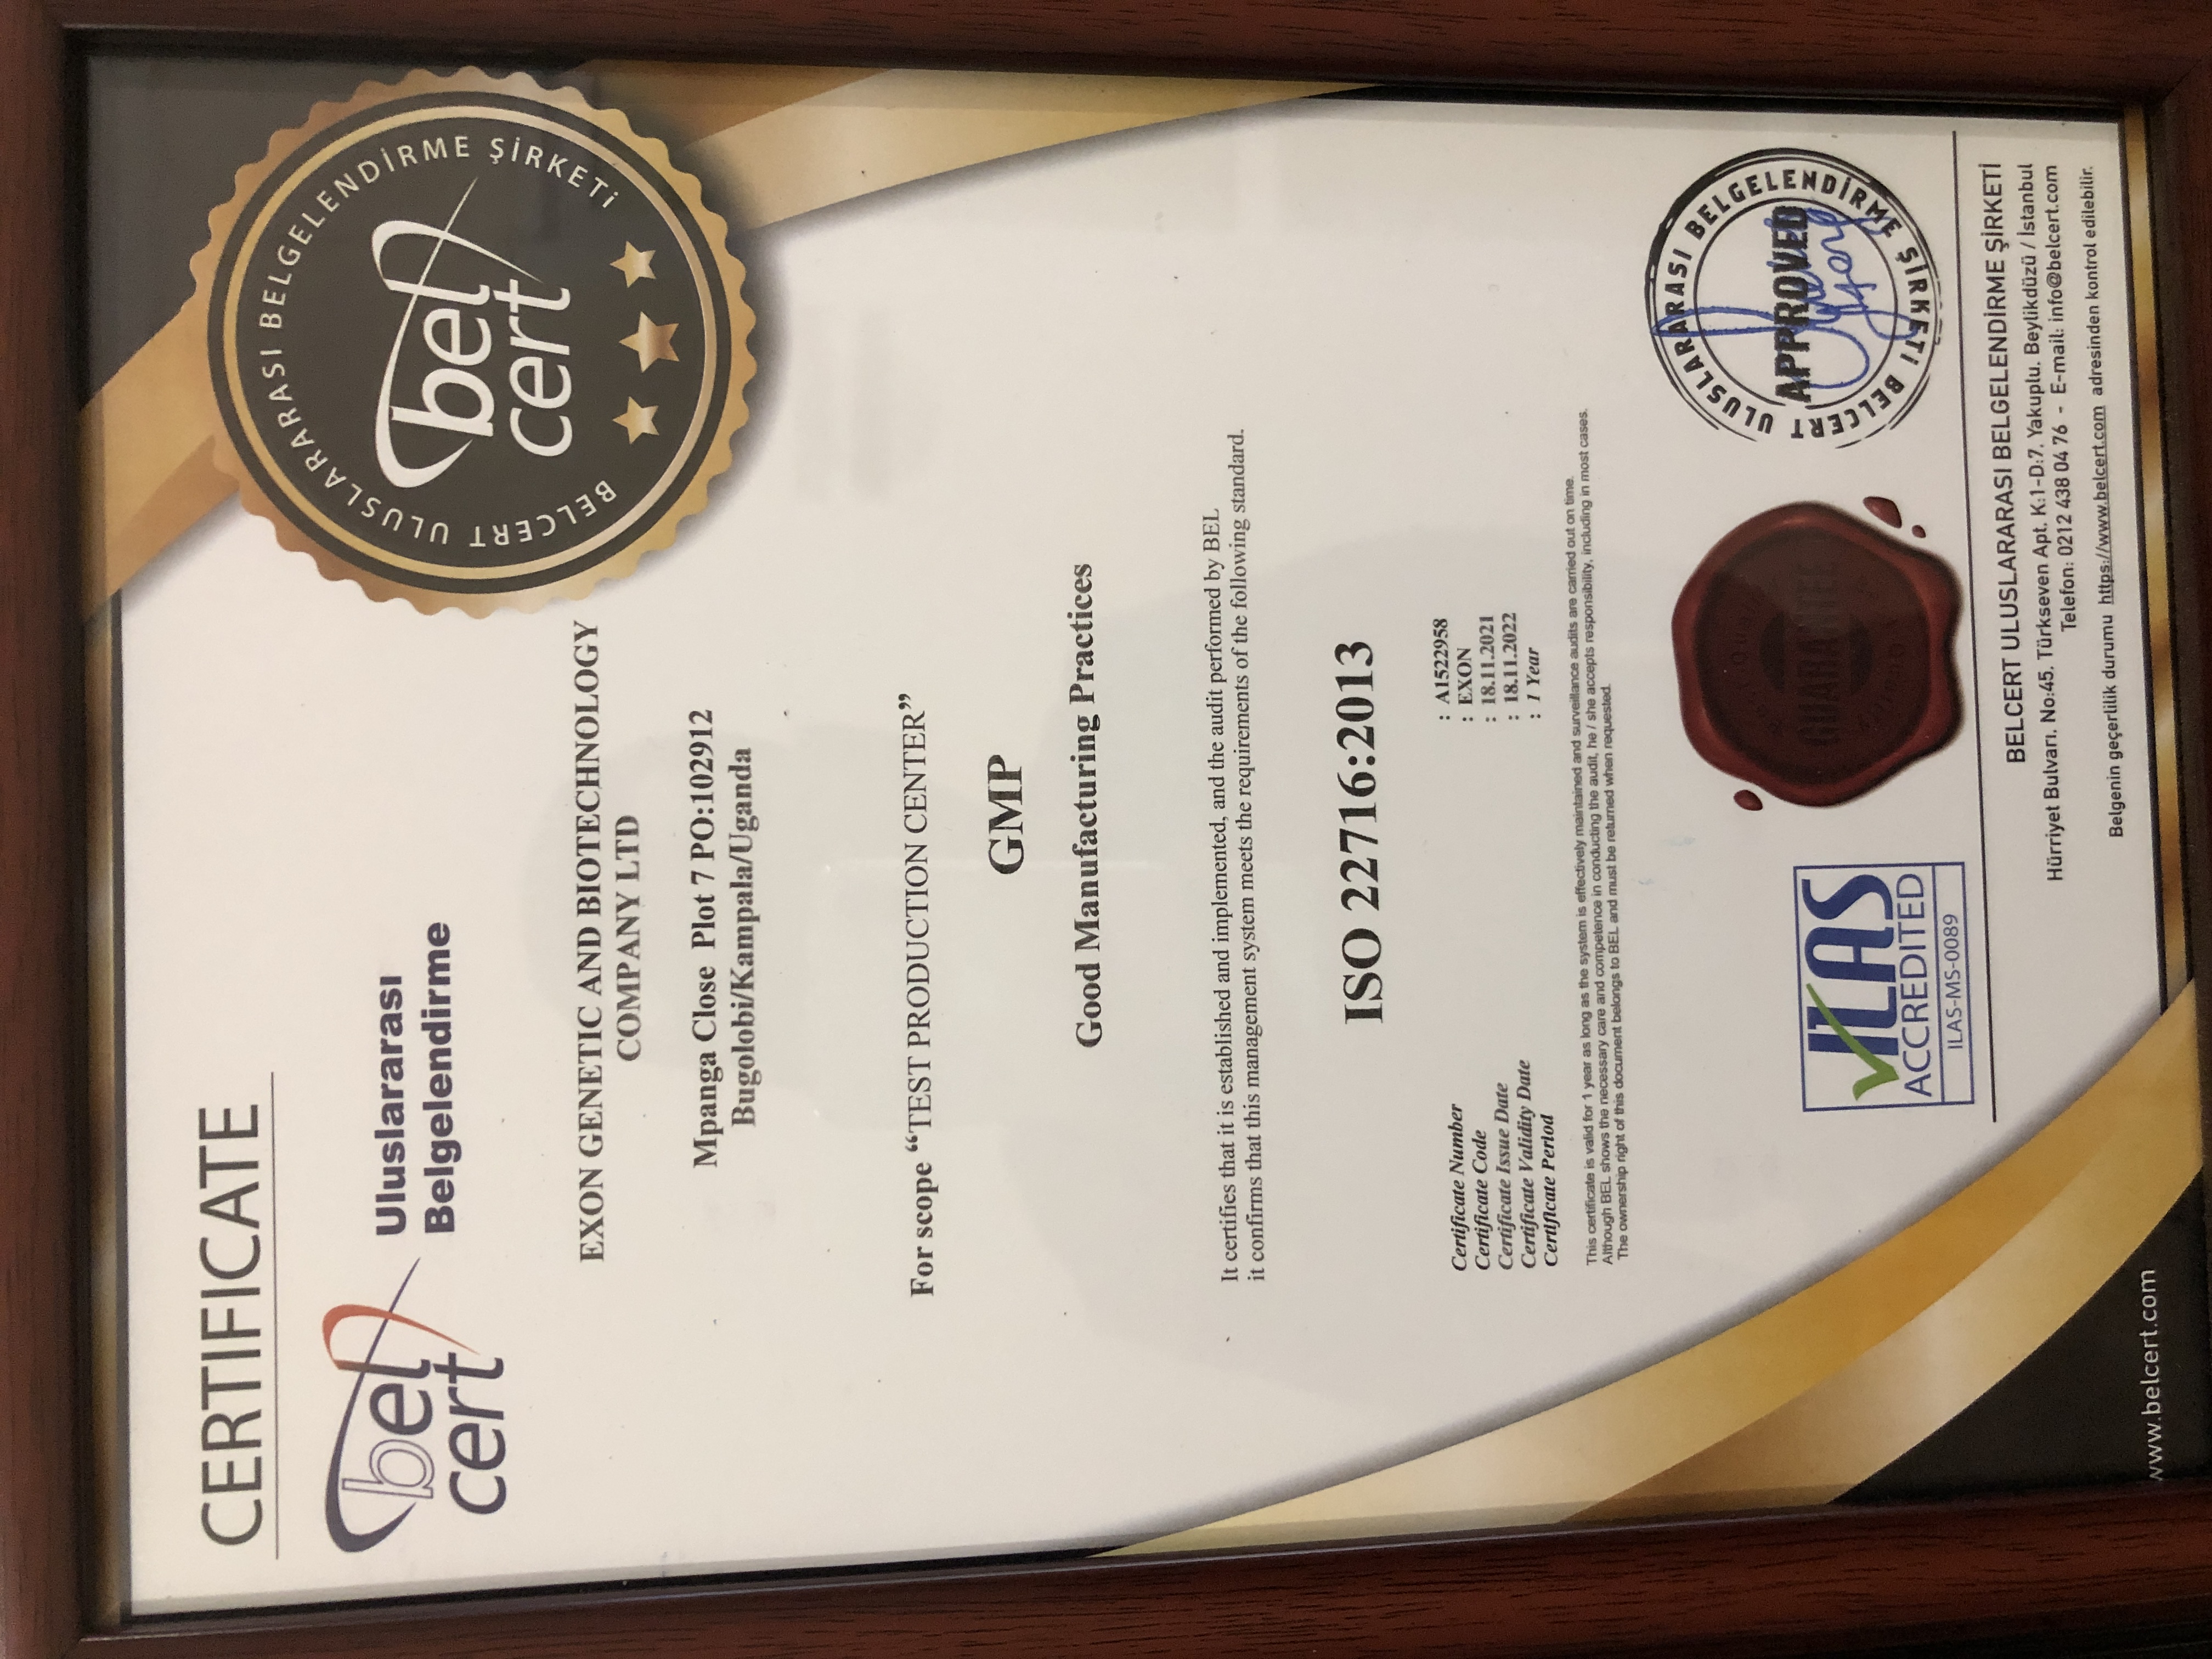 CERTIFICATE
bel
cert
Uluslararası
Belgelendirme
BELCERT ULUSLARARASI BELGELENDİRME ŞİRKETİ
bel
cert
EXON GENETIC AND BIOTECHNOLOGY
COMPANY LTD
Mpanga Close Plot 7 PO:102912
Bugolobi/Kampala/Uganda
For scope “TEST PRODUCTION CENTER”
GMP
Good Manufacturing Practices
It certifies that it is established and implemented, and the audit performed by BEL
it confirms that this management system meets the requirements of the following standard.
ISO 22716:2013
Certificate Number : A1522958
Certificate Code : EXON
Certificate Issue Date : 18.11.2021
Certificate Validity Date : 18.11.2022
Certificate Period : 1 Year
This certificate is valid for 1 year as long as the system is effectively maintained and surveillance audits are carried out on time.
Although BEL shows the necessary care and competence in conducting the audit, he / she accepts responsibility, including in most cases.
The ownership right of this document belongs to BEL and must be returned when requested.
ILAS
ACCREDITED
ILAS-MS-0089
BELCERT ULUSLARARASI BELGELENDİRME ŞİRKETİ
APPROVED
BELCERT ULUSLARARASI BELGELENDİRME ŞİRKETİ
Hürriyet Bulvarı. No:45. Türkseven Apt. K:1-D:7. Yakuplu. Beylikdüzü / İstanbul
Telefon: 0212 438 04 76 - E-mail: info@belcert.com
Belgenin geçerlilik durumu https://www.belcert.com adresinden kontrol edilebilir.
www.belcert.com